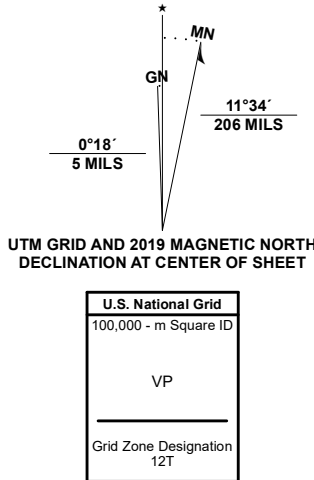 MN
GN
0°18´
5 MILS
11°34´
206 MILS
UTM GRID AND 2019 MAGNETIC NORTH
DECLINATION AT CENTER OF SHEET
U.S. National Grid
100,000 - m Square ID
VP
Grid Zone Designation
12T